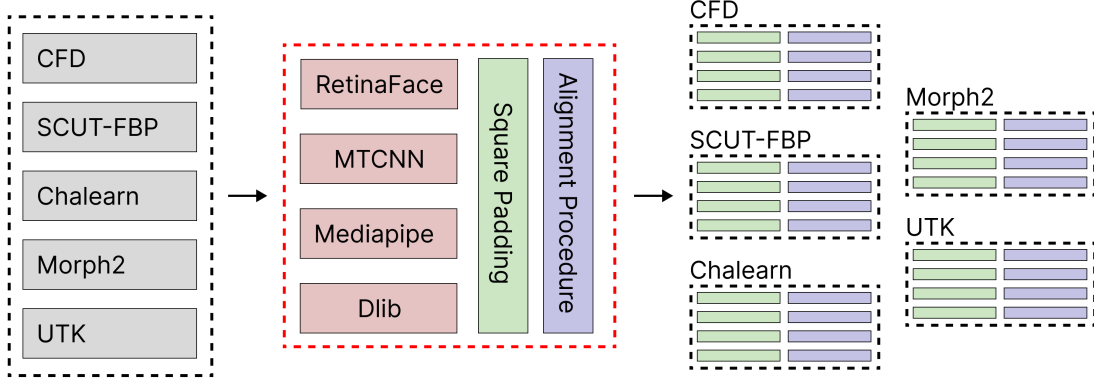 CFD
SCUT-FBP
Chalearn
Morph2
UTK
RetinaFace
MTCNN
Mediapipe
Dlib
Square Padding
Alignment Procedure
CFD
SCUT-FBP
Chalearn
Morph2
UTK